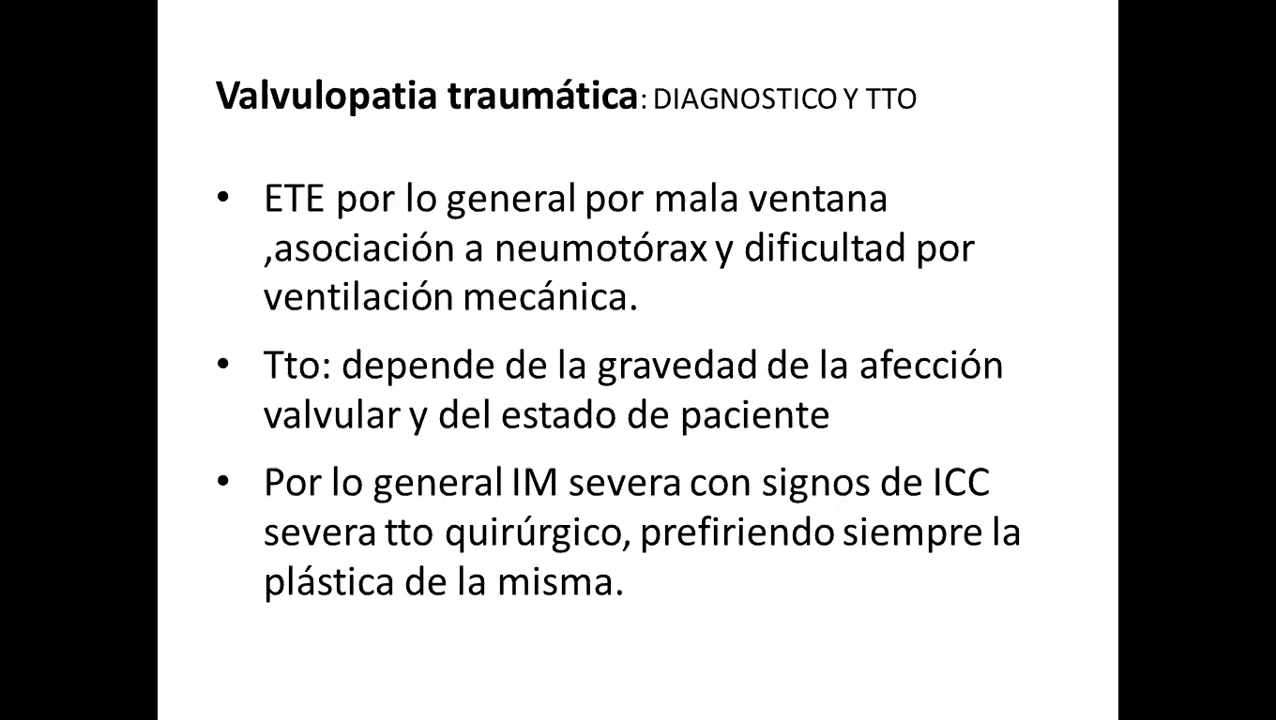 Valvulopatia traumática: DIAGNOSTICO Y TTO
• ETE por lo general por mala ventana
,asociación a neumotórax y dificultad por
ventilación mecánica.
• Tto: depende de la gravedad de la afección
valvular y del estado de paciente
• Por lo general IM severa con signos de ICC
severa tto quirúrgico, prefiriendo siempre la
plástica de la misma.